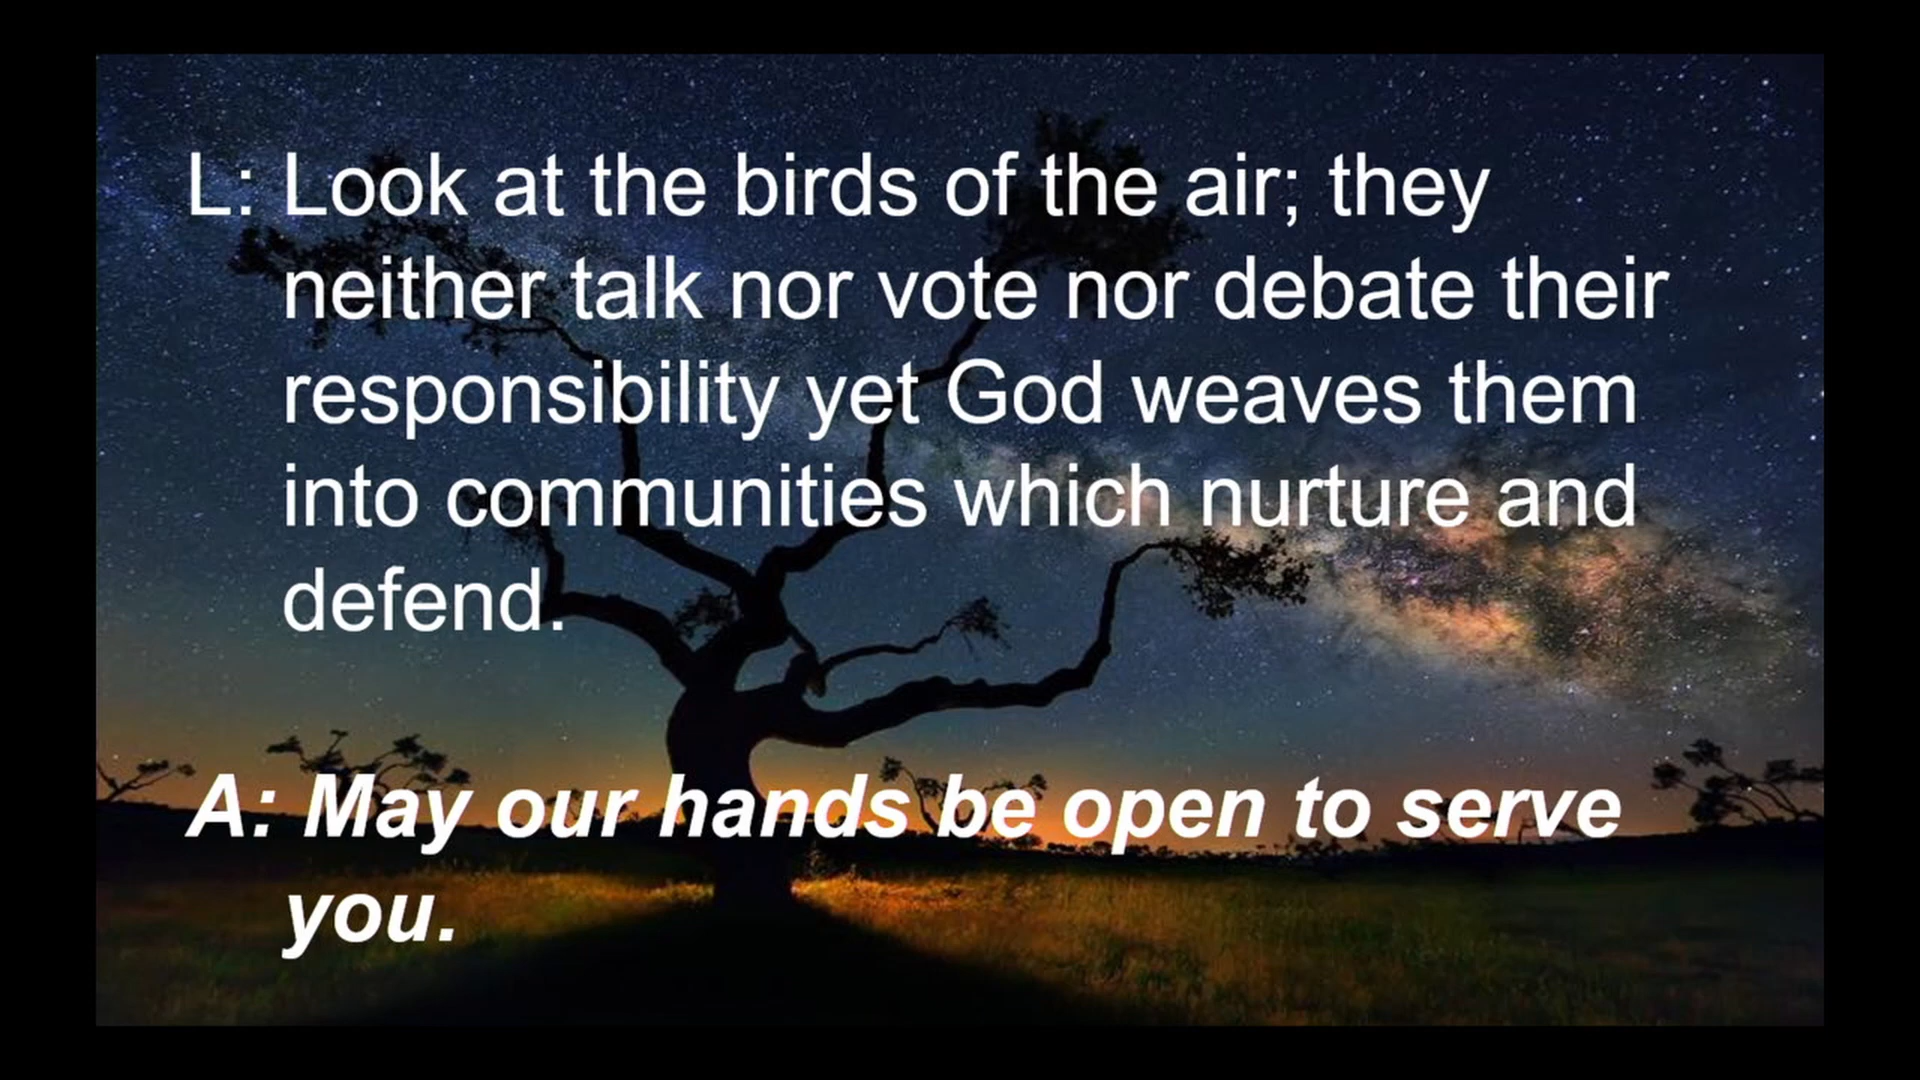 L: Look at the birds of the air; they
neither talk nor vote nor debate their
responsibility yet God weaves them
into communities which nurture and
defend.
A: May our hands be open to serve
you.